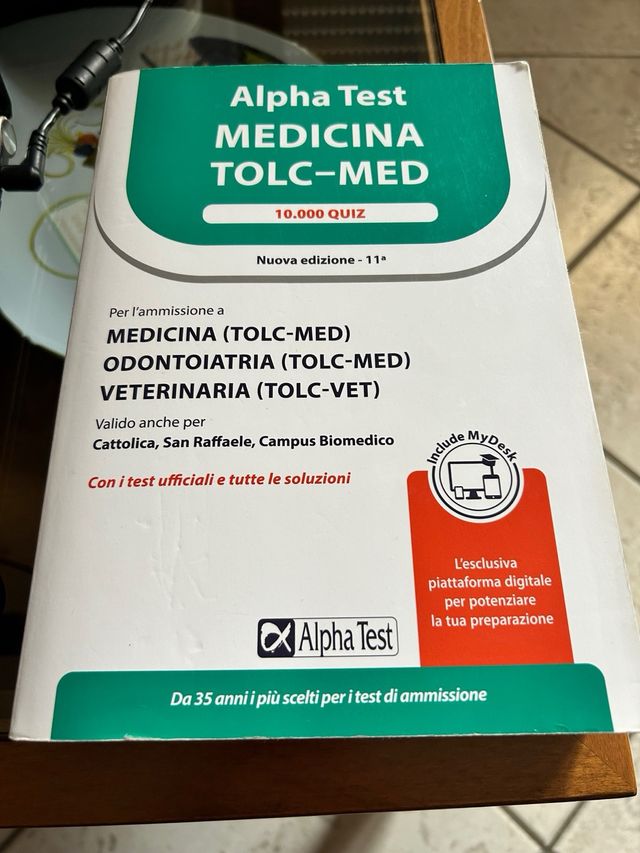 Alpha Test
MEDICINA
TOLC–MED
10.000 QUIZ
Nuova edizione - 11ª
Per l'ammissione a
MEDICINA (TOLC-MED)
ODONTOIATRIA (TOLC-MED)
VETERINARIA (TOLC-VET)
Valido anche per
Cattolica, San Raffaele, Campus Biomedico
Con i test ufficiali e tutte le soluzioni
Include MyDesk
L'esclusiva
piattaforma digitale
per potenziare
la tua preparazione
α Alpha Test
Da 35 anni i più scelti per i test di ammissione